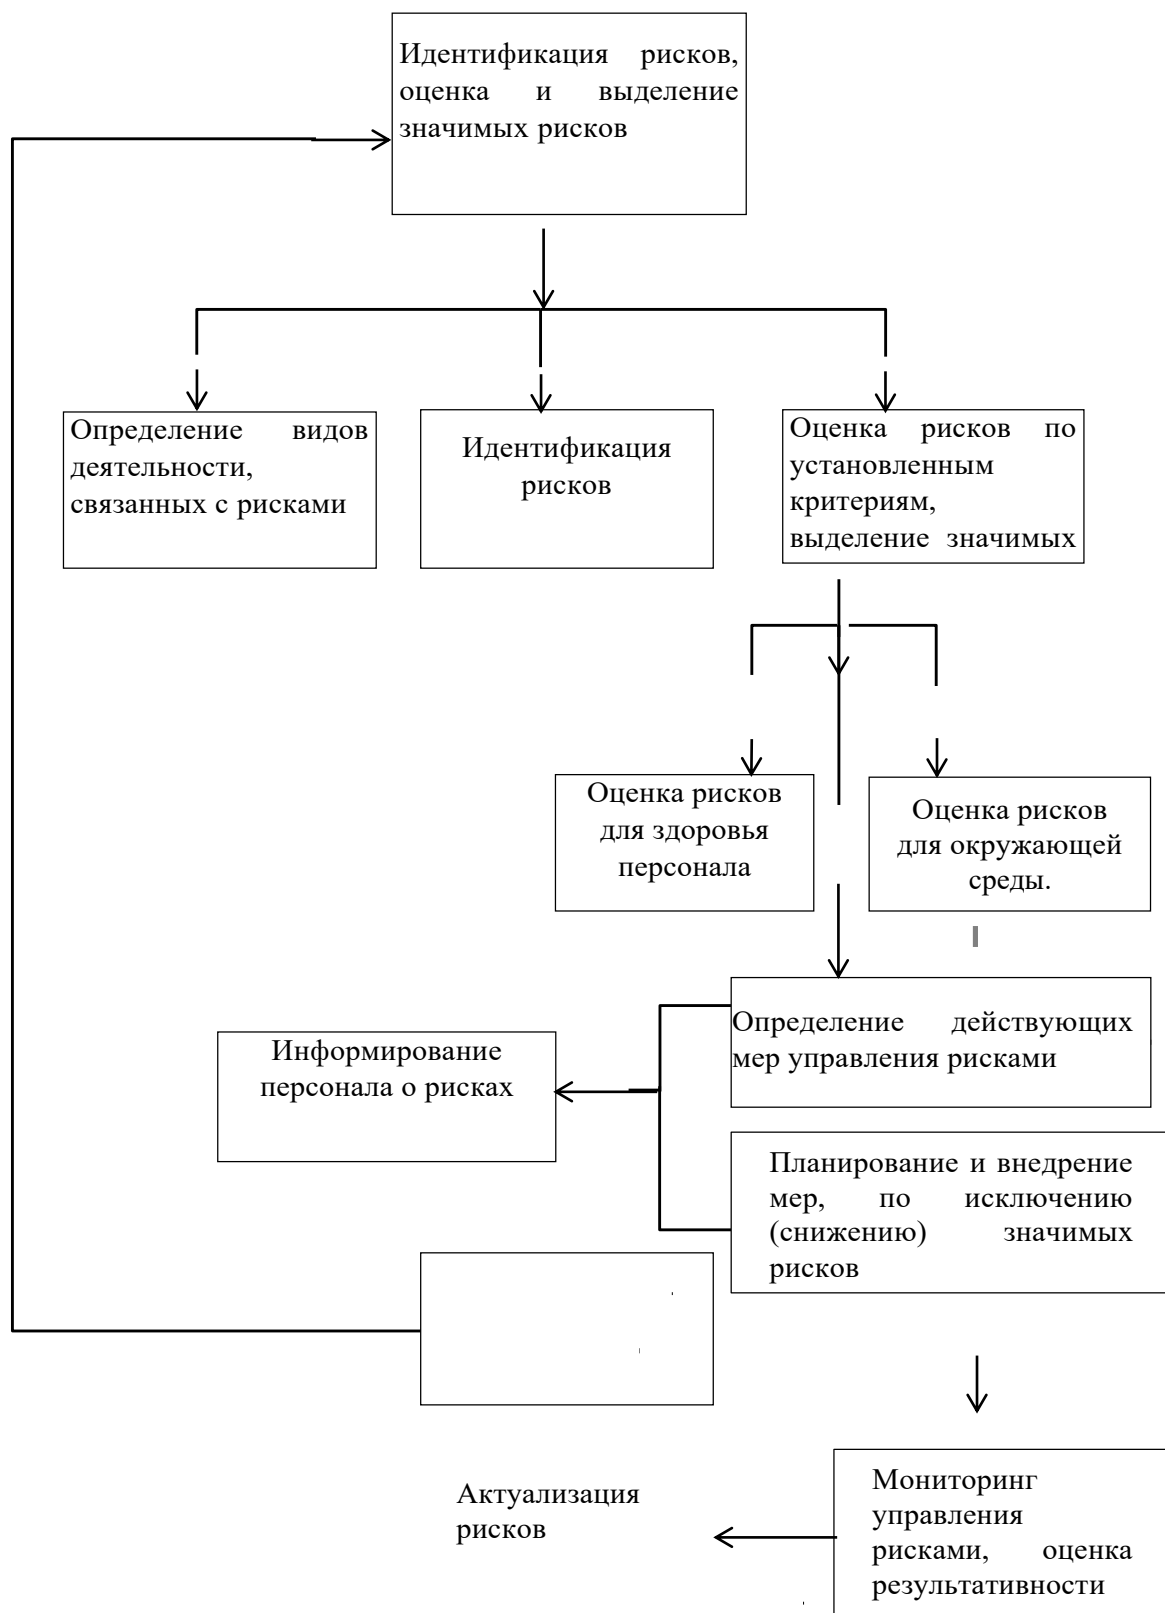 Идентификация рисков,
оценка и выделение
значимых рисков
Определение видов
деятельности,
связанных с рисками
Идентификация
рисков
Оценка рисков по
установленным
критериям,
выделение значимых
Оценка рисков
для здоровья
персонала
Оценка рисков
для окружающей
среды.
Определение действующих
мер управления рисками
Информирование
персонала о рисках
Планирование и внедрение
мер, по исключению
(снижению) значимых
рисков
Актуализация
рисков
Мониторинг
управления
рисками, оценка
результативности